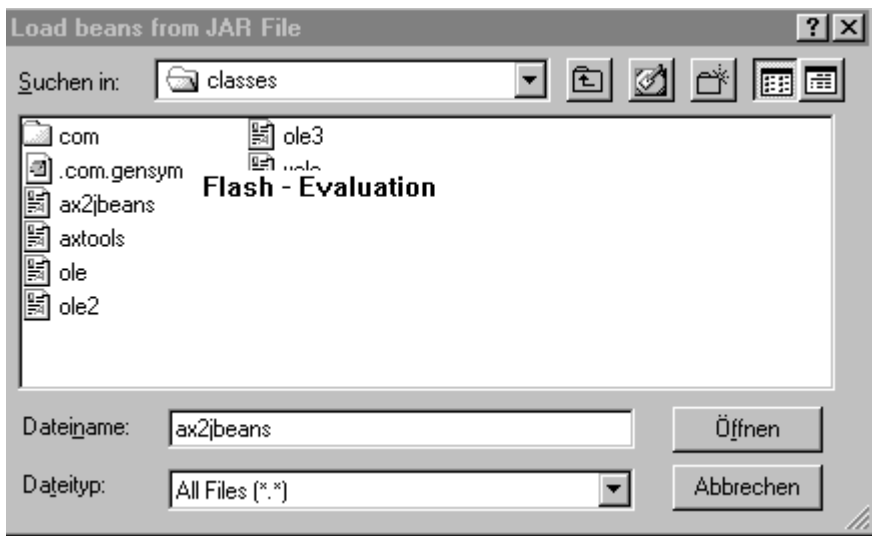 Load beans from JAR File
Suchen in:
classes
com
.com.gensym
ax2jbeans
axtools
ole
ole2
ole3
Flash - Evaluation
Dateiname:
ax2jbeans
Öffnen
Dateityp:
All Files (*.*)
Abbrechen